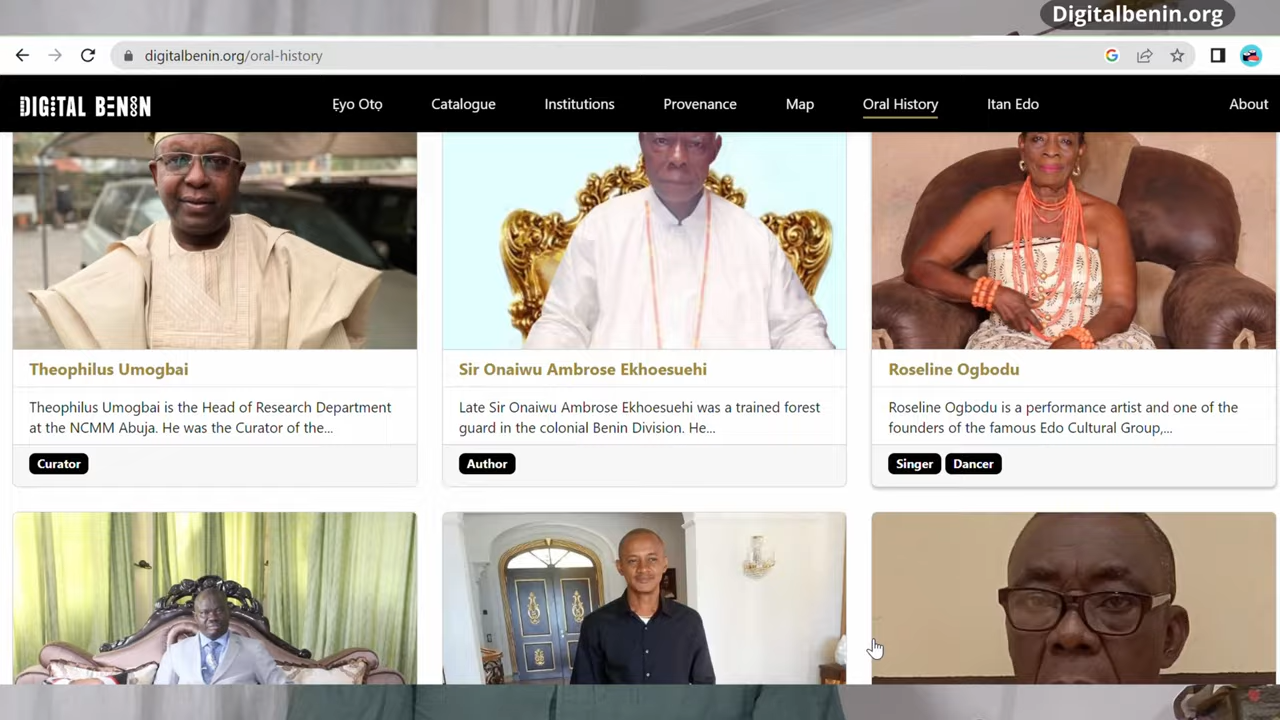 Digitalbenin.org
digitalbenin.org/oral-history
DIGITAL BENIN
Ẹyo Otọ
Catalogue
Institutions
Provenance
Map
Oral History
Itan Edo
About
Theophilus Umogbai
Theophilus Umogbai is the Head of Research Department
at the NCMM Abuja. He was the Curator of the...
Curator
Sir Onaiwu Ambrose Ekhoesuehi
Late Sir Onaiwu Ambrose Ekhoesuehi was a trained forest
guard in the colonial Benin Division. He...
Author
Roseline Ogbodu
Roseline Ogbodu is a performance artist and one of the
founders of the famous Edo Cultural Group,...
Singer
Dancer